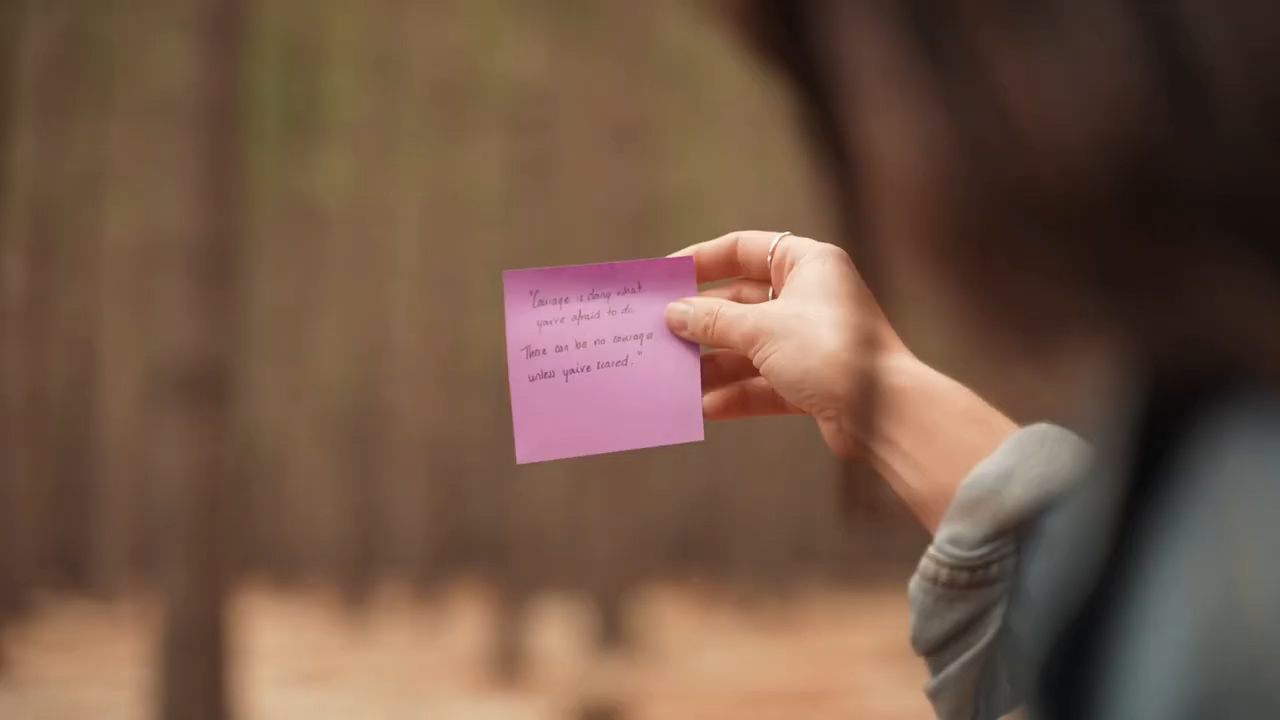 "Courage is doing what
you're afraid to do.
There can be no courage
unless you're scared."